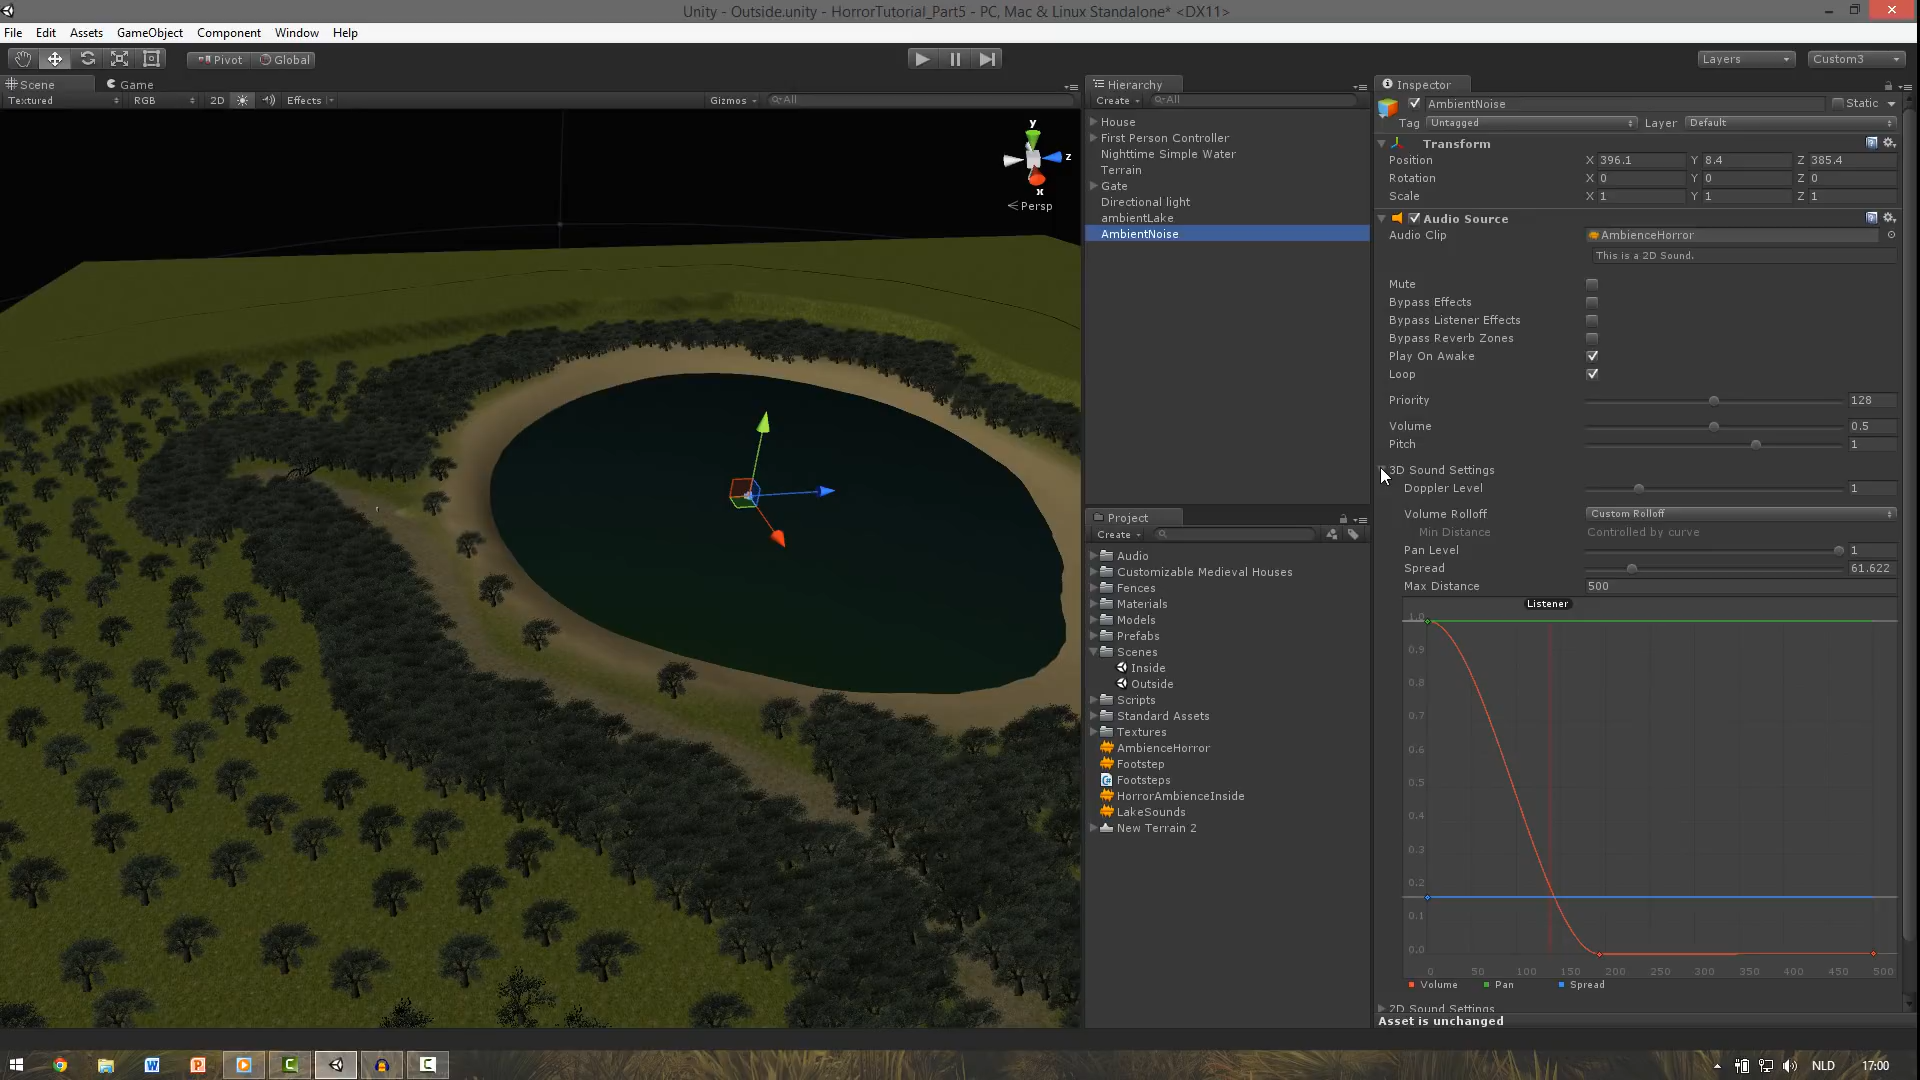 Unity - Outside.unity - HorrorTutorial_Part5 - PC, Mac & Linux Standalone* <DX11>
File Edit Assets GameObject Component Window Help
Pivot Global Layers Custom3
Scene Game
Textured RGB 2D Effects Gizmos All
y
z
x
Persp
Hierarchy
Create All
House
First Person Controller
Nighttime Simple Water
Terrain
Gate
Directional light
ambientLake
AmbientNoise
Project
Create
Audio
Customizable Medieval Houses
Fences
Materials
Models
Prefabs
Scenes
Inside
Outside
Scripts
Standard Assets
Textures
AmbienceHorror
Footstep
Footsteps
HorrorAmbienceInside
LakeSounds
New Terrain 2
Inspector
AmbientNoise Static
Tag Untagged Layer Default
Transform
Position X 396.1 Y 8.4 Z 385.4
Rotation X 0 Y 0 Z 0
Scale X 1 Y 1 Z 1
Audio Source
Audio Clip AmbienceHorror
This is a 2D Sound.
Mute
Bypass Effects
Bypass Listener Effects
Bypass Reverb Zones
Play On Awake
Loop
Priority 128
Volume 0.5
Pitch 1
3D Sound Settings
Doppler Level 1
Volume Rolloff Custom Rolloff
Min Distance Controlled by curve
Pan Level 1
Spread 61.622
Max Distance 500
Listener
1.0
0.9
0.8
0.7
0.6
0.5
0.4
0.3
0.2
0.1
0.0
0 50 100 150 200 250 300 350 400 450 500
Volume Pan Spread
2D Sound Settings
Asset is unchanged
NLD 17:00